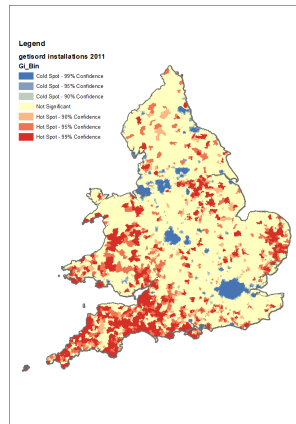 Legend
getisord installations 2011
Gi_Bin
Cold Spot - 99% Confidence
Cold Spot - 95% Confidence
Cold Spot - 90% Confidence
Not Significant
Hot Spot - 90% Confidence
Hot Spot - 95% Confidence
Hot Spot - 99% Confidence